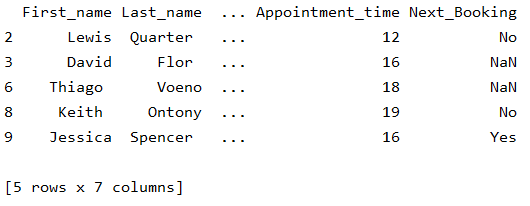 First_name Last_name ... Appointment_time Next_Booking
2 Lewis Quarter ... 12 No
3 David Flor ... 16 NaN
6 Thiago Voeno ... 18 NaN
8 Keith Ontony ... 19 No
9 Jessica Spencer ... 16 Yes
[5 rows x 7 columns]